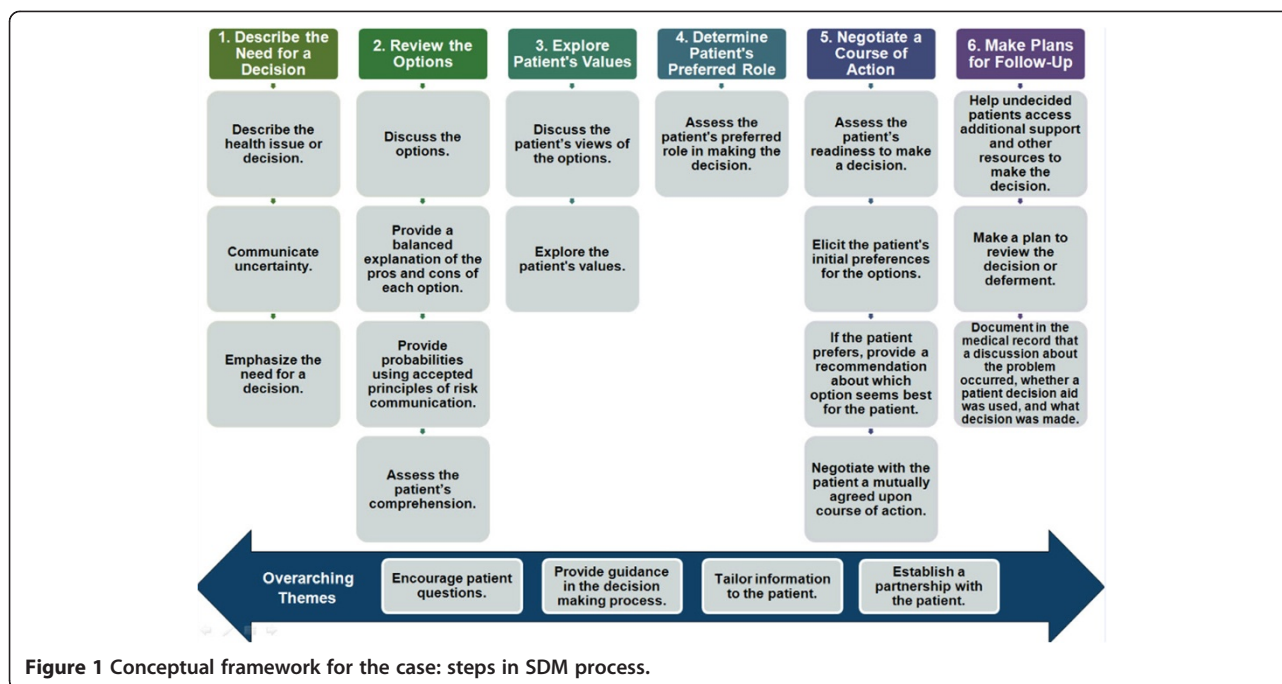 1. Describe the
Need for a
Decision
Describe the
health issue or
decision.
Communicate
uncertainty.
Emphasize the
need for a
decision.
2. Review the
Options
Discuss the
options.
Provide a
balanced
explanation of the
pros and cons of
each option.
Provide
probabilities
using accepted
principles of risk
communication.
Assess the
patient's
comprehension.
3. Explore
Patient's Values
Discuss the
patient's views of
the options.
Explore the
patient's values.
4. Determine
Patient's
Preferred Role
Assess the
patient's preferred
role in making the
decision.
5. Negotiate a
Course of
Action
Assess the
patient's
readiness to make
a decision.
Elicit the patient's
initial preferences
for the options.
If the patient
prefers, provide a
recommendation
about which
option seems best
for the patient.
Negotiate with the
patient a mutually
agreed upon
course of action.
6. Make Plans
for Follow-Up
Help undecided
patients access
additional support
and other
resources to
make the
decision.
Make a plan to
review the
decision or
deferment.
Document in the
medical record that
a discussion about
the problem
occurred, whether a
patient decision aid
was used, and what
decision was made.
Overarching
Themes
Encourage patient
questions.
Provide guidance
in the decision
making process.
Tailor information
to the patient.
Establish a
partnership with
the patient.
Figure 1 Conceptual framework for the case: steps in SDM process.